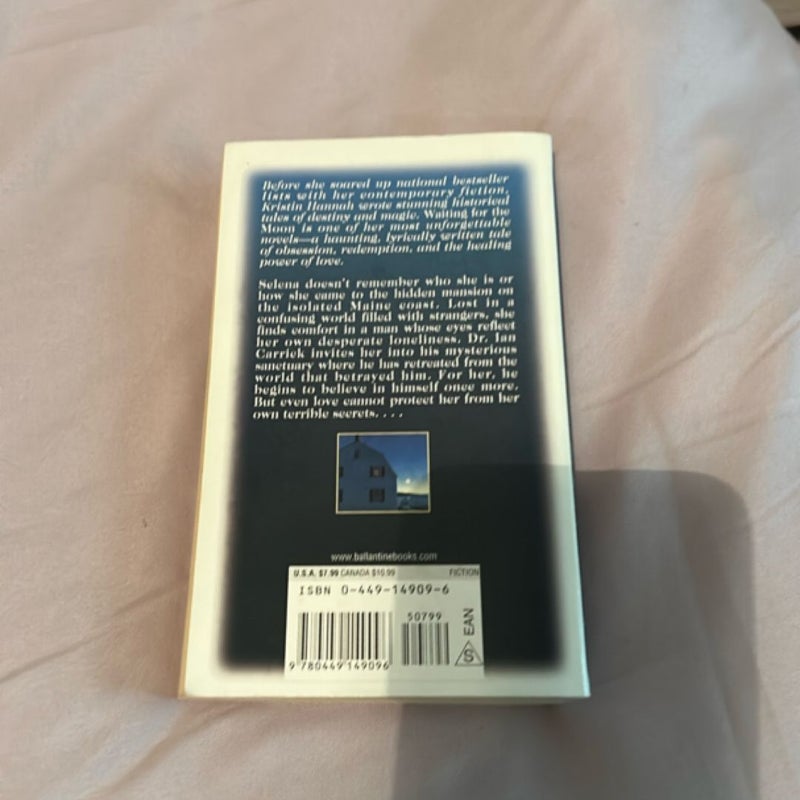 Before she soared up national bestseller
lists with her contemporary fiction,
Kristin Hannah wrote stunning historical
tales of destiny and magic. Waiting for the
Moon is one of her most unforgettable
novels—a haunting, lyrically written tale
of obsession, redemption, and the healing
power of love.
Selena doesn't remember who she is or
how she came to the hidden mansion on
the isolated Maine coast. Lost in a
confusing world filled with strangers, she
finds comfort in a man whose eyes reflect
her own desperate loneliness. Dr. Ian
Carrick invites her into his mysterious
sanctuary where he has retreated from the
world that betrayed him. For her, he
begins to believe in himself once more.
But even love cannot protect her from her
own terrible secrets. . . .
www.ballantinebooks.com
U.S.A. $7.99 CANADA $10.99 FICTION
ISBN 0-449-14909-6
50799
9 780449 149096
S EAN